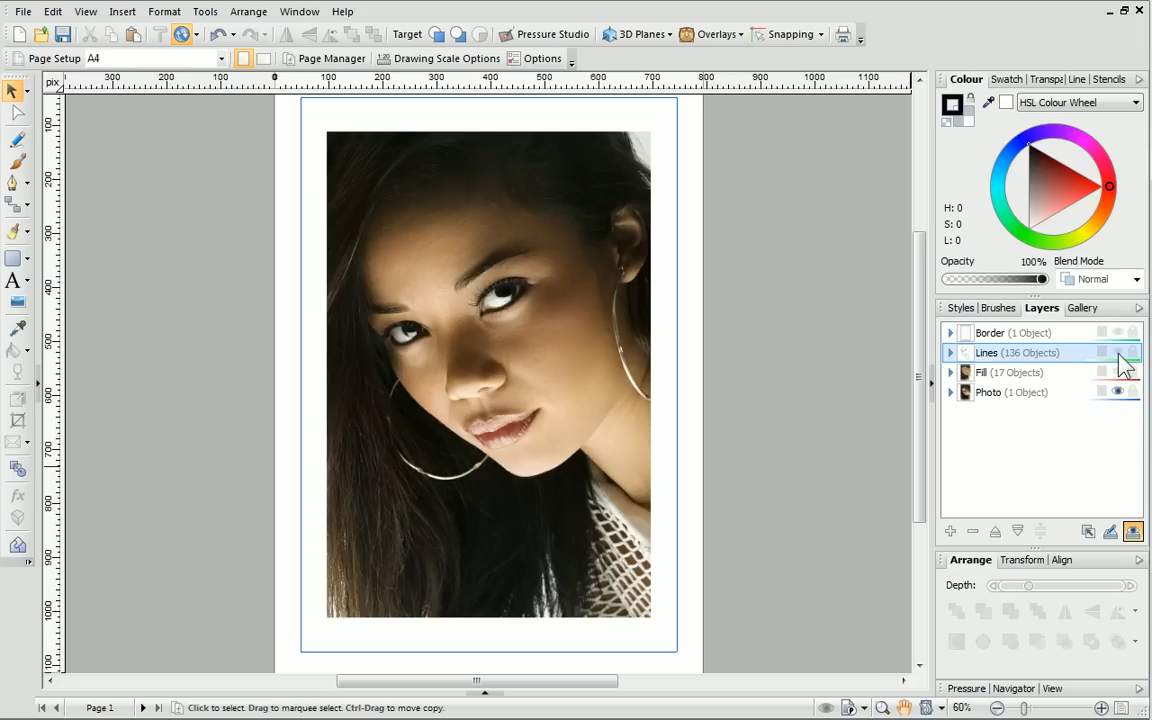 File Edit View Insert Format Tools Arrange Window Help
Target Pressure Studio 3D Planes Overlays Snapping
Page Setup A4 Page Manager Drawing Scale Options Options
pix 300 200 100 0 100 200 300 400 500 600 700 800 900 1000 1100
100
200
300
400
500
600
700
800
900
1000
1100
Colour Swatch Transpa Line Stencils
HSL Colour Wheel
H: 0
S: 0
L: 0
Opacity 100% Blend Mode
Normal
Styles Brushes Layers Gallery
Border (1 Object)
Lines (136 Objects)
Fill (17 Objects)
Photo (1 Object)
Arrange Transform Align
Depth:
Pressure Navigator View
Page 1 Click to select. Drag to marquee select. Ctrl-Drag to move copy. 60%